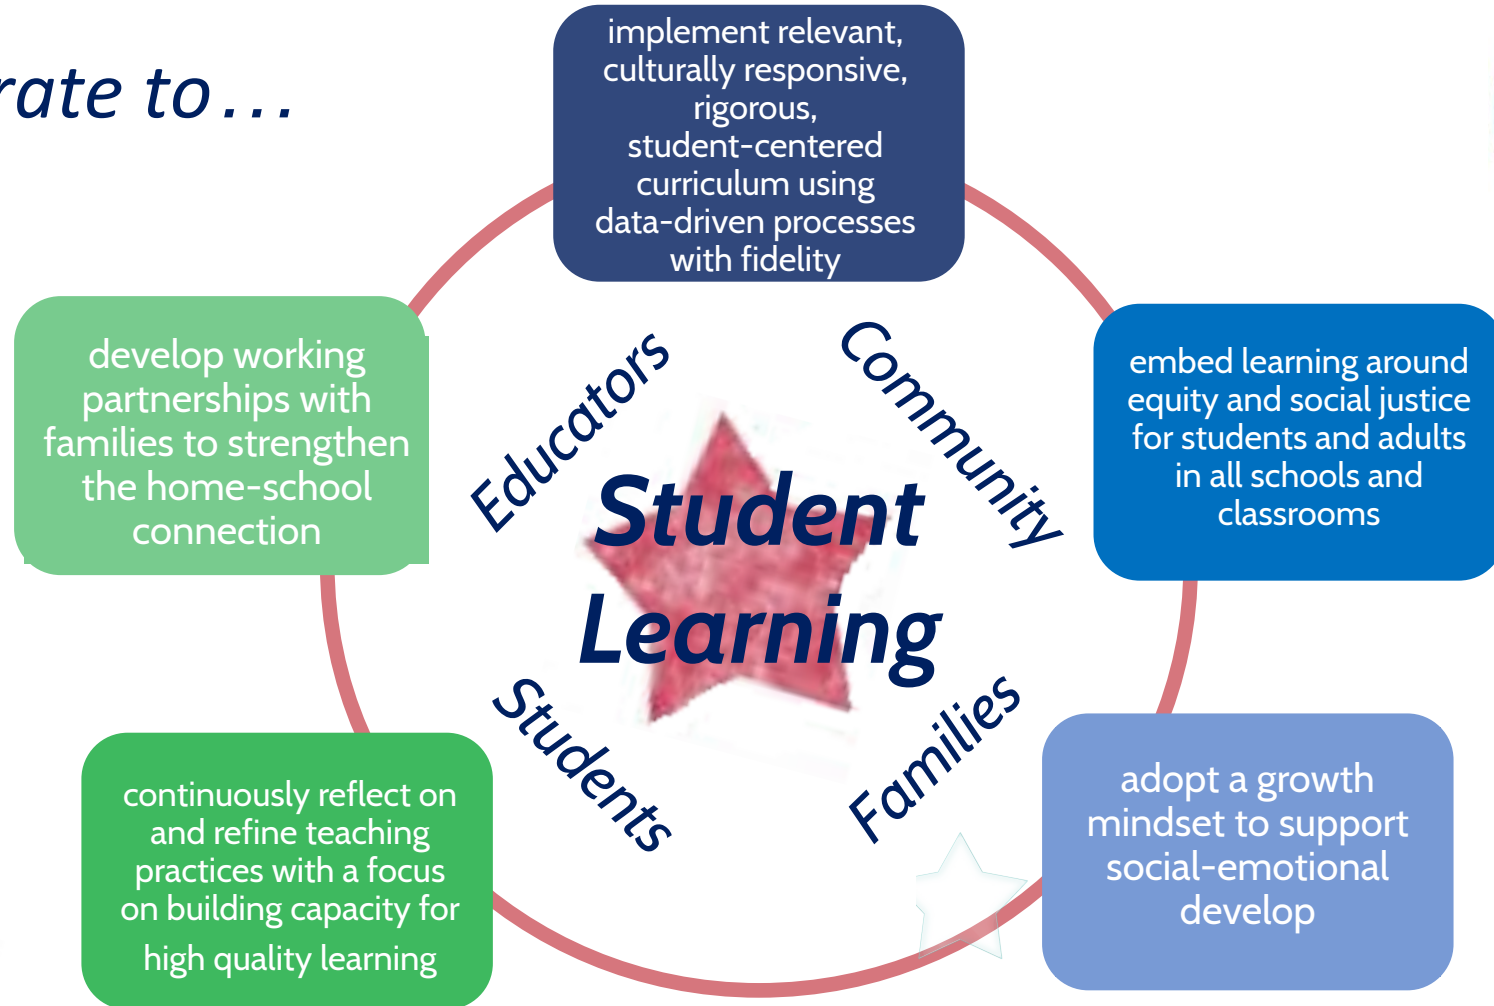 rate to...
implement relevant,
culturally responsive,
rigorous,
student-centered
curriculum using
data-driven processes
with fidelity
develop working
partnerships with
families to strengthen
the home-school
connection
embed learning around
equity and social justice
for students and adults
in all schools and
classrooms
Educators
Community
Student
Learning
Students
Families
continuously reflect on
and refine teaching
practices with a focus
on building capacity for
high quality learning
adopt a growth
mindset to support
social-emotional
develop